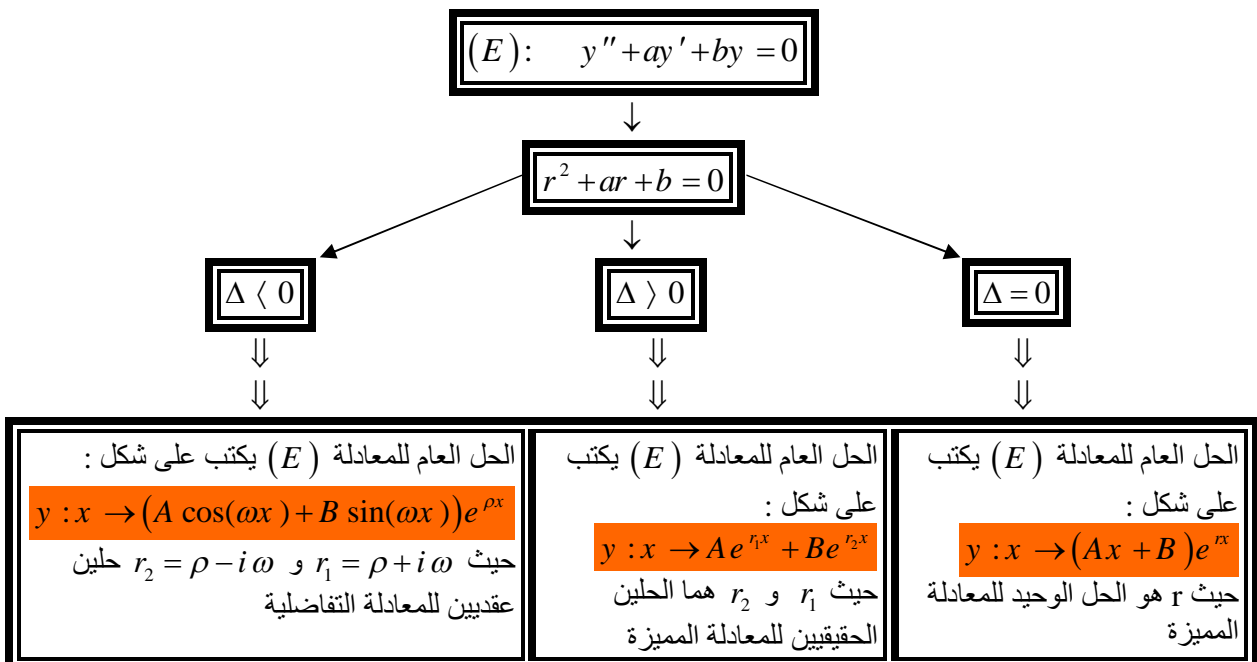 (E): y"+ay'+by=0
↓
r²+ar+b=0
↓
Δ ⟨ 0
Δ ⟩ 0
Δ = 0
⇓ ⇓ ⇓
⇓ ⇓ ⇓
الحل العام للمعادلة (E) يكتب على شكل :
y : x → (A cos(ωx)+B sin(ωx))e^{ρx}
حيث r₁ = ρ+iω و r₂ = ρ−iω حلين
عقديين للمعادلة التفاضلية
الحل العام للمعادلة (E) يكتب
على شكل :
y : x → Ae^{r₁x} + Be^{r₂x}
حيث r₁ و r₂ هما الحلين
الحقيقيين للمعادلة المميزة
الحل العام للمعادلة (E) يكتب
على شكل :
y : x → (Ax+B)e^{rx}
حيث r هو الحل الوحيد للمعادلة
المميزة